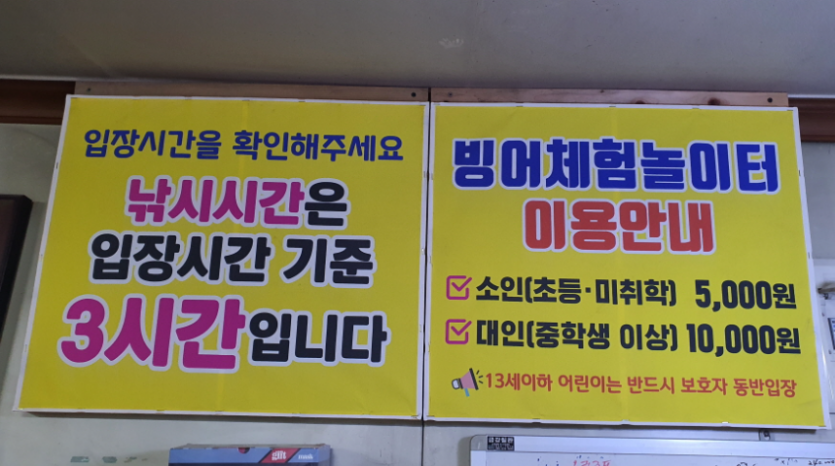 입장시간을 확인해주세요
낚시시간은
입장시간 기준
3시간입니다
빙어체험놀이터
이용안내
소인(초등·미취학) 5,000원
대인(중학생 이상) 10,000원
13세이하 어린이는 반드시 보호자 동반입장